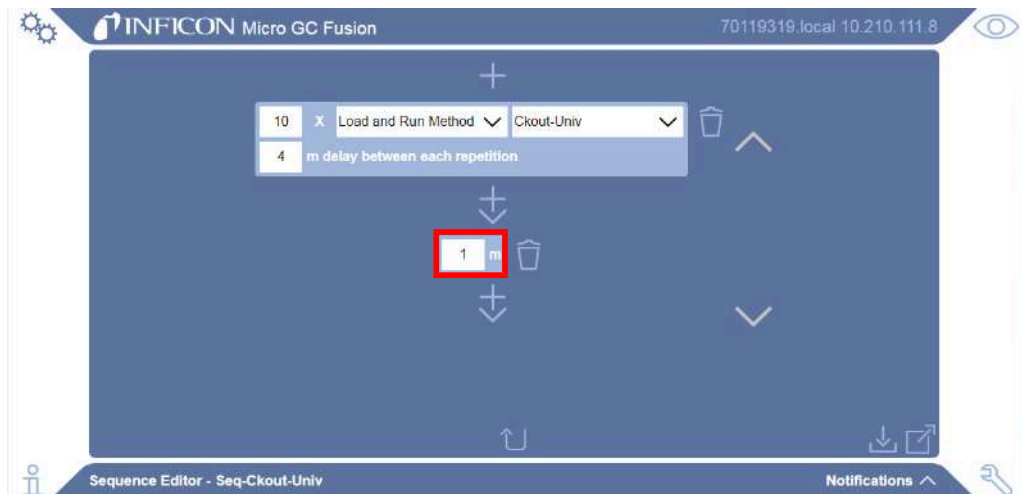 INFICON Micro GC Fusion
70119319.local 10.210.111.8
10 X Load and Run Method Ckout-Univ
4 m delay between each repetition
1 m
Sequence Editor - Seq-Ckout-Univ
Notifications